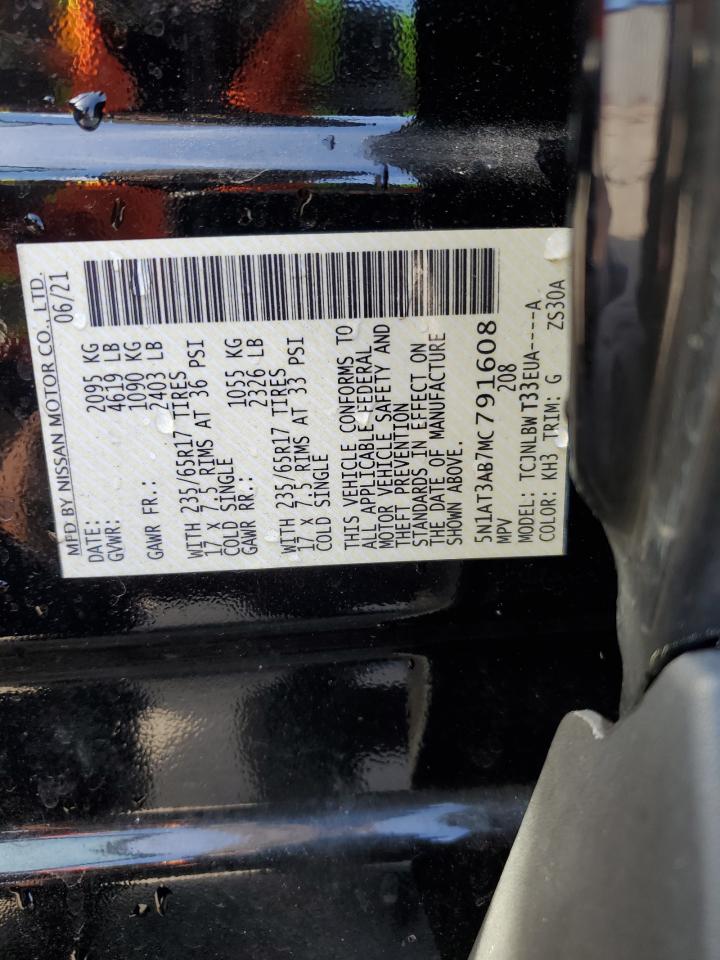 MFD BY NISSAN MOTOR CO., LTD.
DATE: 06/21
GVWR: 2095 KG
4619 LB
GAWR FR.: 1090 KG
2403 LB
WITH 235/65R17 TIRES
17 X 7.5 RIMS AT 36 PSI
COLD SINGLE
GAWR RR.: 1055 KG
2326 LB
WITH 235/65R17 TIRES
17 X 7.5 RIMS AT 33 PSI
COLD SINGLE
THIS VEHICLE CONFORMS TO
ALL APPLICABLE FEDERAL
MOTOR VEHICLE SAFETY AND
THEFT PREVENTION
STANDARDS IN EFFECT ON
THE DATE OF MANUFACTURE
SHOWN ABOVE.
5N1AT3AB7MC791608
MPV 208
MODEL: TCJNLBWT33EUA----A
COLOR: KH3 TRIM: G ZS30A